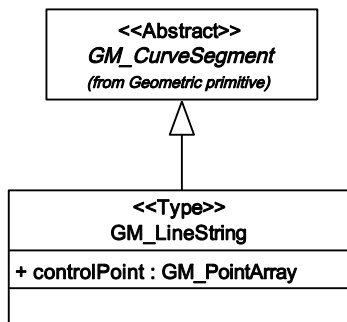 <<Abstract>>
GM_CurveSegment
(from Geometric primitive)
<<Type>>
GM_LineString
+ controlPoint : GM_PointArray